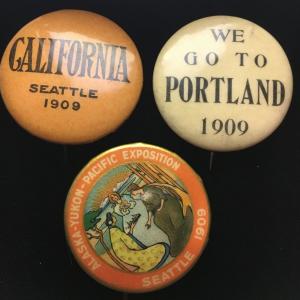 CALIFORNIA
SEATTLE
1909
WE
GO TO
PORTLAND
1909
ALASKA-YUKON-PACIFIC EXPOSITION
SEATTLE 1909